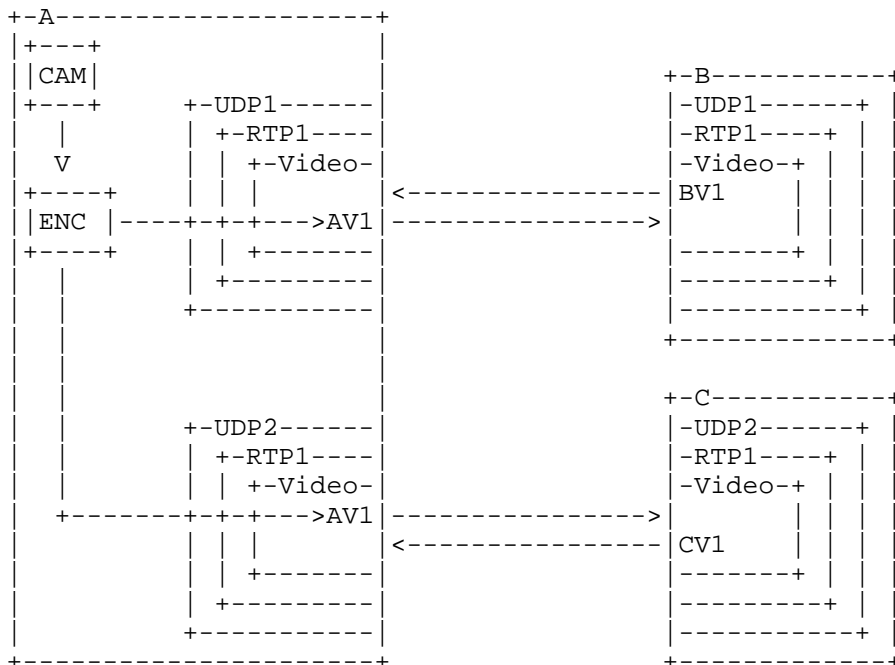 +-A---------------------+
|+---+                  |
||CAM|                  |                 +-B-----------+
|+---+     +-UDP1------|                 |-UDP1------+ |
|  |       | +-RTP1----|                 |-RTP1----+ | |
|  V       | | +-Video-|                 |-Video-+ | | |
|+----+    | | |       |<----------------|BV1    | | | |
||ENC |----+-+-+--->AV1|---------------->|       | | | |
|+----+    | | +-------|                 |-------+ | | |
|  |       | +---------|                 |---------+ | |
|  |       +-----------|                 |-----------+ |
|  |                   |                 +-------------+
|  |                   |
|  |                   |                 +-C-----------+
|  |       +-UDP2------|                 |-UDP2------+ |
|  |       | +-RTP1----|                 |-RTP1----+ | |
|  |       | | +-Video-|                 |-Video-+ | | |
|  +-------+-+-+--->AV1|---------------->|       | | | |
|          | | |       |<----------------|CV1    | | | |
|          | | +-------|                 |-------+ | | |
|          | +---------|                 |---------+ | |
|          +-----------|                 |-----------+ |
+----------------------+                 +-------------+